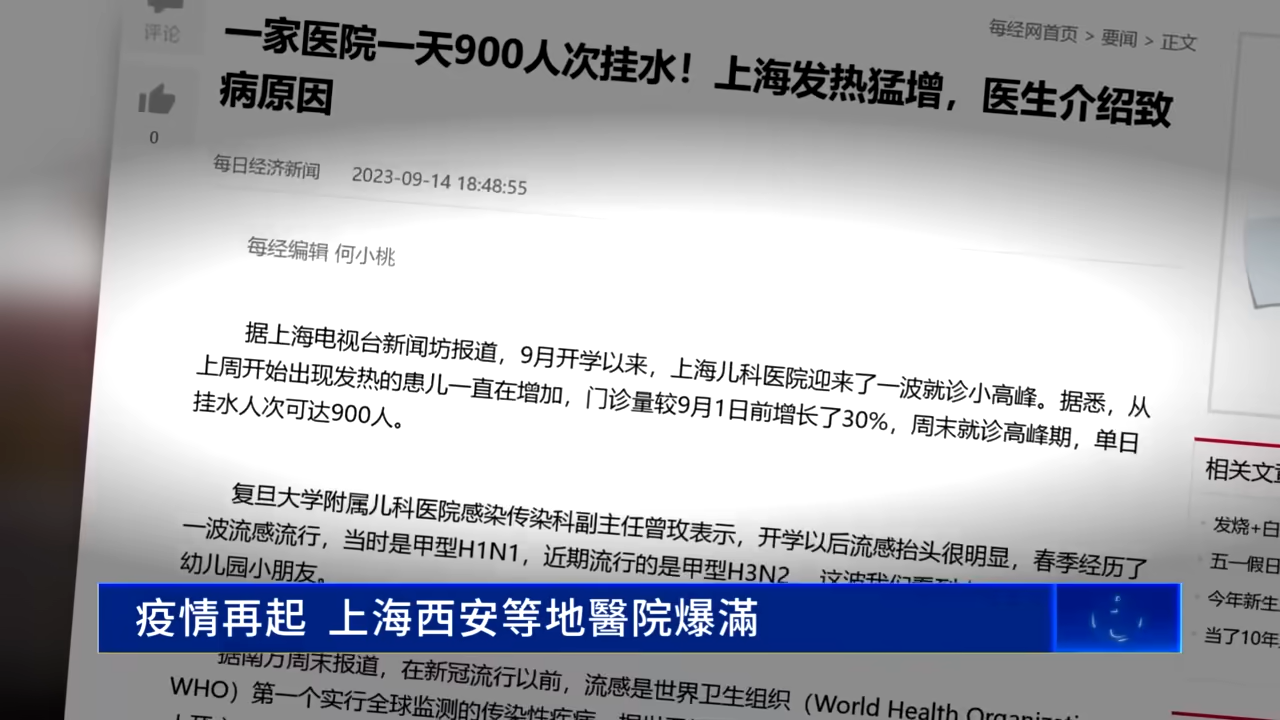 评论
每经网首页 > 要闻 > 正文
一家医院一天900人次挂水！上海发热猛增，医生介绍致
病原因
0
每日经济新闻 2023-09-14 18:48:55
每经编辑 何小桃
据上海电视台新闻坊报道，9月开学以来，上海儿科医院迎来了一波就诊小高峰。据悉，从
上周开始出现发热的患儿一直在增加，门诊量较9月1日前增长了30%，周末就诊高峰期，单日
挂水人次可达900人。
复旦大学附属儿科医院感染传染科副主任曾玫表示，开学以后流感抬头很明显，春季经历了
一波流感流行，当时是甲型H1N1，近期流行的是甲型H3N2
幼儿园小朋友。
相关文章
发烧+白
五一假日
今年新生
当了10年
疫情再起 上海西安等地醫院爆滿
据南方周末报道，在新冠流行以前，流感是世界卫生组织（World Health
WHO）第一个实行全球监测的传染性疾病